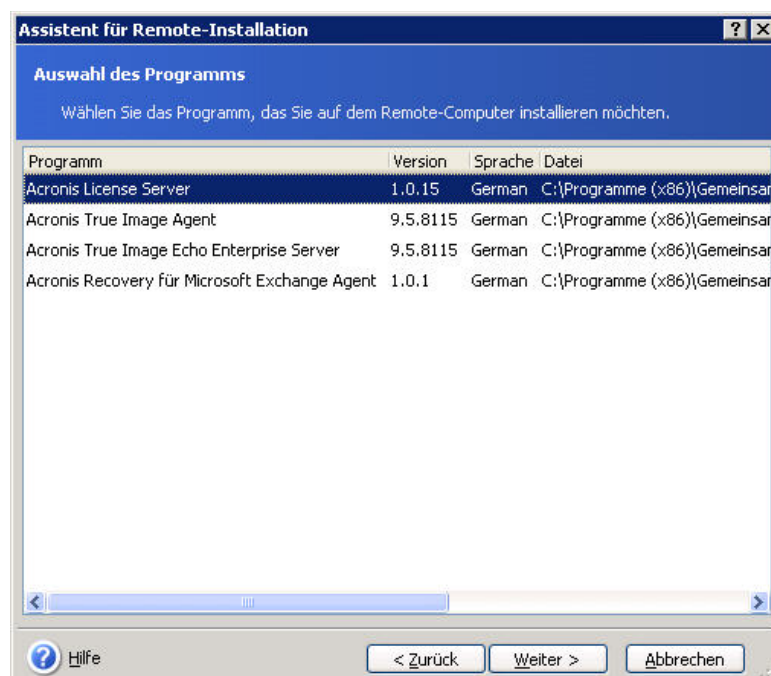 Assistent für Remote-Installation
Auswahl des Programms
Wählen Sie das Programm, das Sie auf dem Remote-Computer installieren möchten.
Programm Version Sprache Datei
Acronis License Server 1.0.15 German C:\Programme (x86)\Gemeinsar
Acronis True Image Agent 9.5.8115 German C:\Programme (x86)\Gemeinsar
Acronis True Image Echo Enterprise Server 9.5.8115 German C:\Programme (x86)\Gemeinsar
Acronis Recovery für Microsoft Exchange Agent 1.0.1 German C:\Programme (x86)\Gemeinsar
Hilfe < Zurück Weiter > Abbrechen